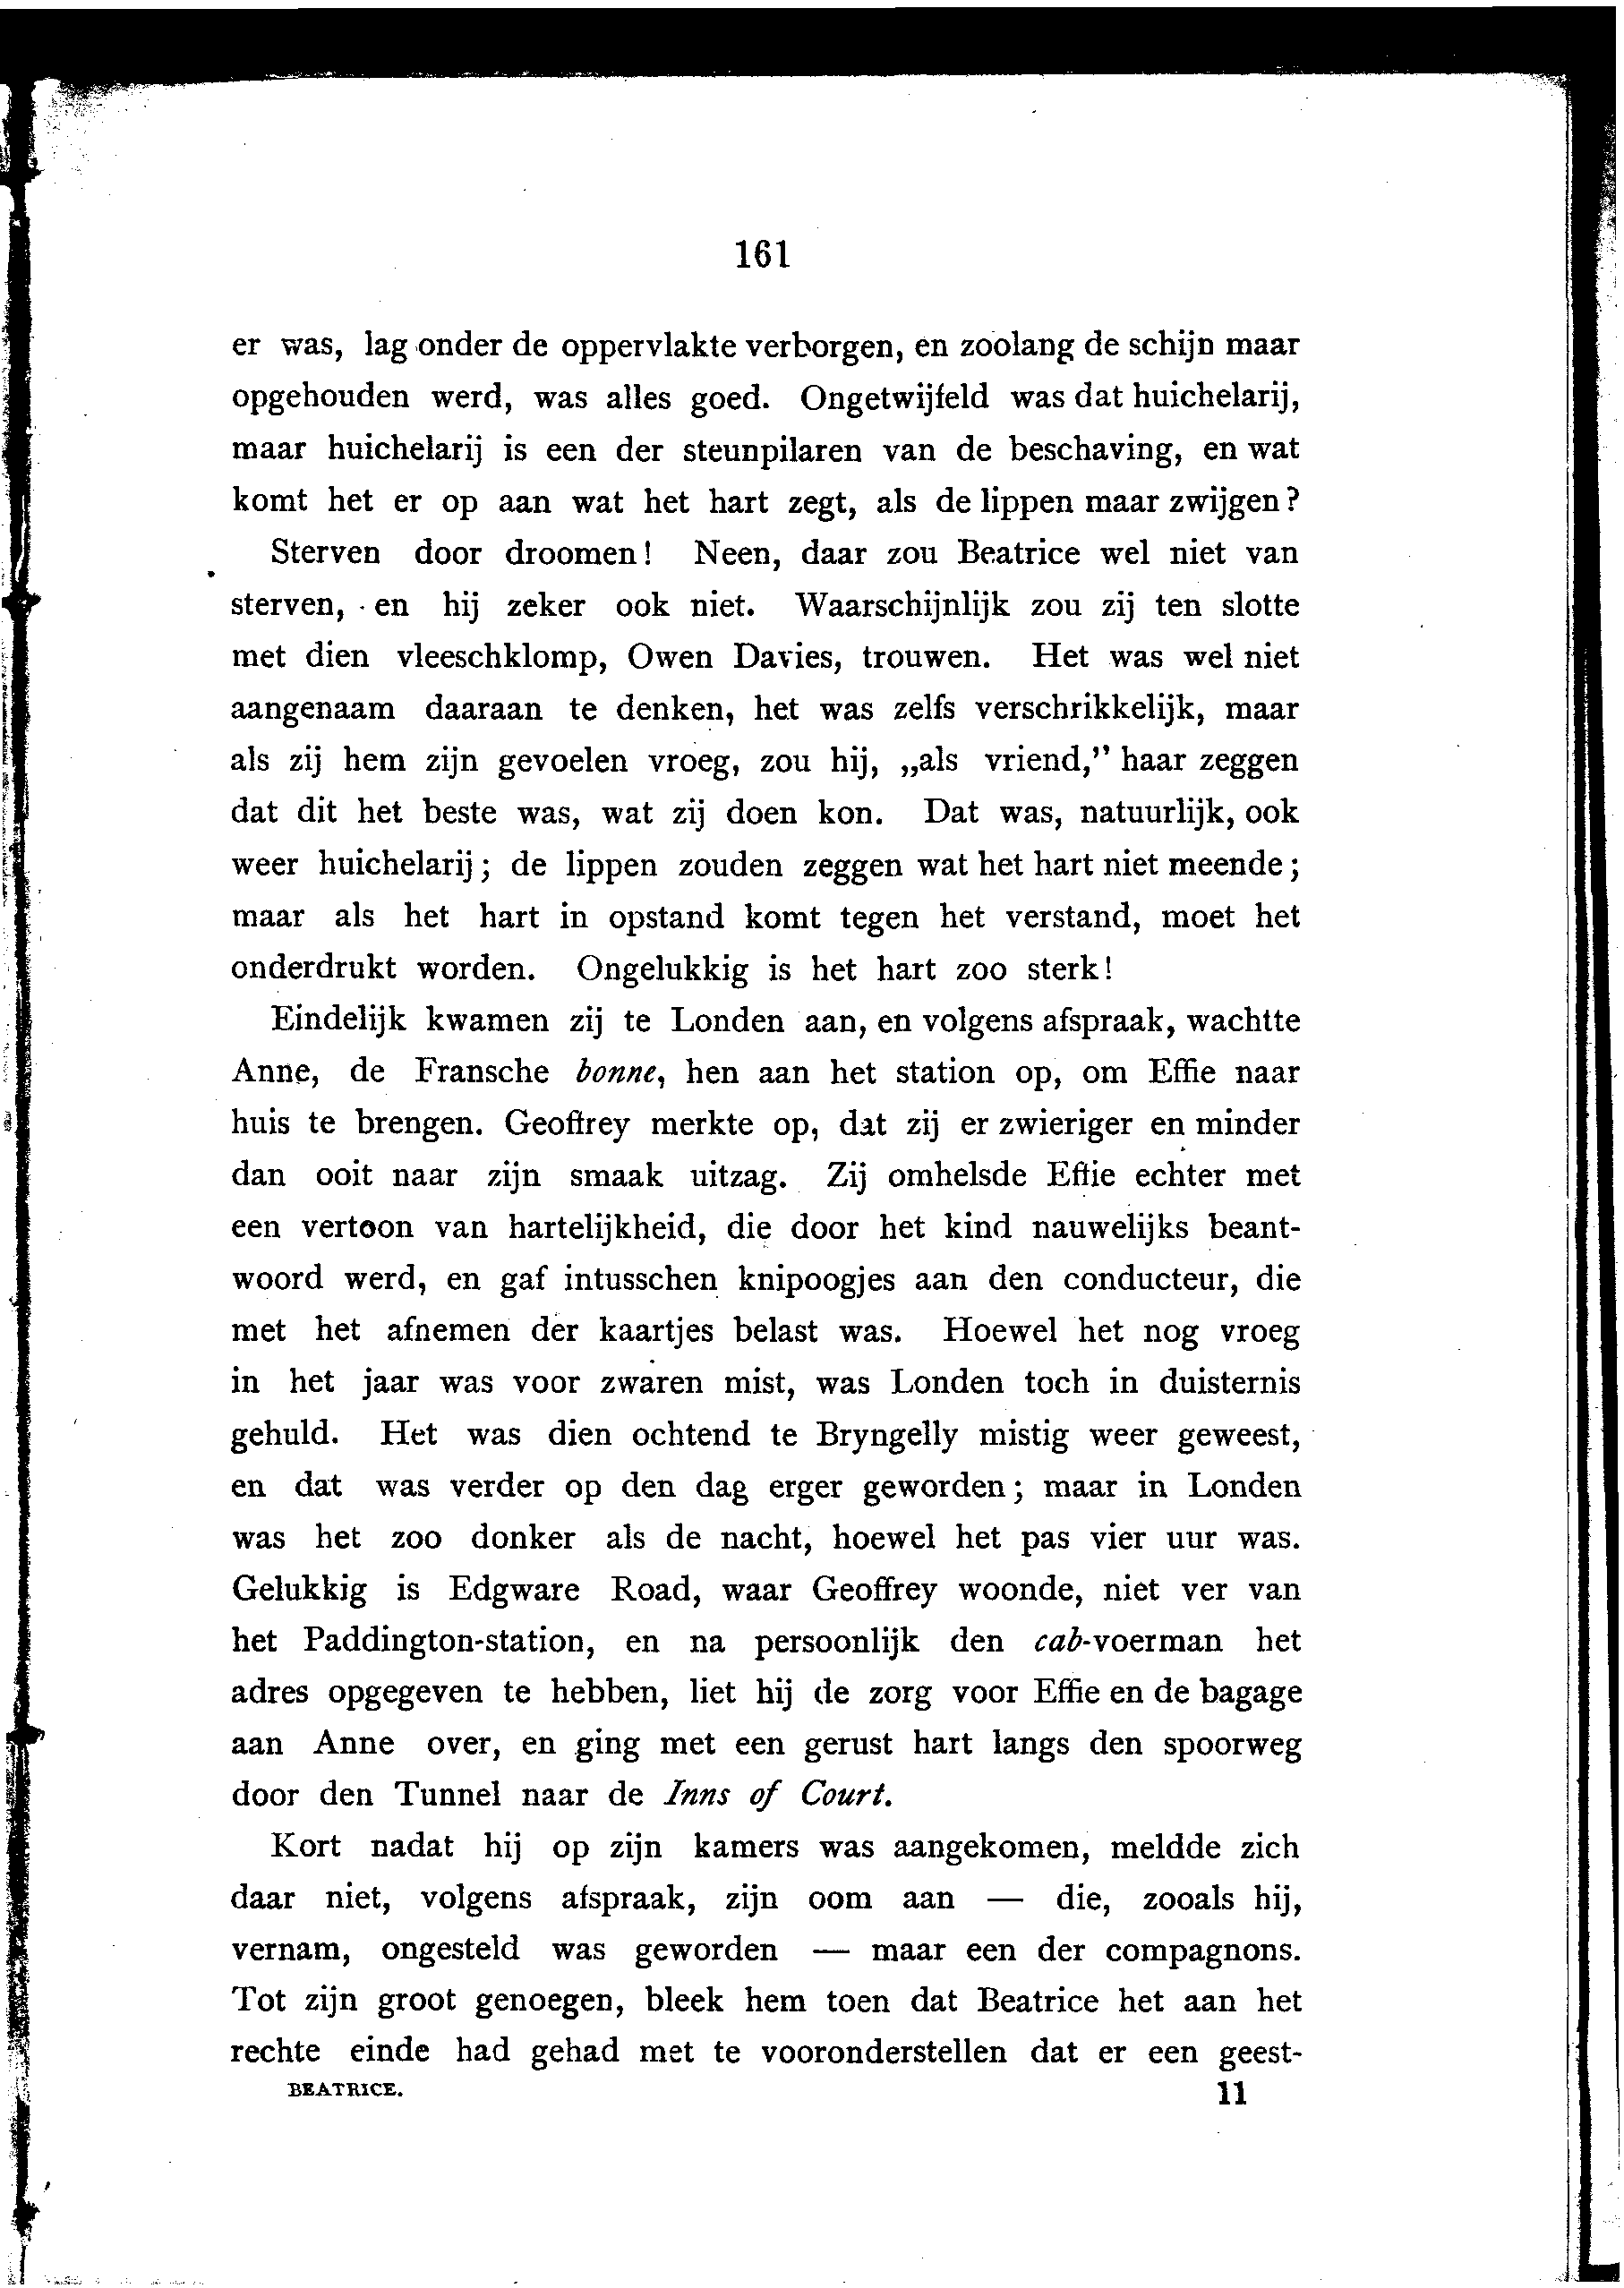 161
er was, lag onder de oppervlakte verborgen, en zoolang de schijn maar
opgehouden werd, was alles goed. Ongetwijfeld was dat huichelarij,
maar huichelarij is een der steunpilaren van de beschaving, en wat
komt het er op aan wat het hart zegt, als de lippen maar zwijgen?
Sterven door droomen! Neen, daar zou Beatrice wel niet van
sterven, en hij zeker ook niet. Waarschijnlijk zou zij ten slotte
met dien vleeschklomp, Owen Davies, trouwen. Het was wel niet
aangenaam daaraan te denken, het was zelfs verschrikkelijk, maar
als zij hem zijn gevoelen vroeg, zou hij, „als vriend,” haar zeggen
dat dit het beste was, wat zij doen kon. Dat was, natuurlijk, ook
weer huichelarij; de lippen zouden zeggen wat het hart niet meende;
maar als het hart in opstand komt tegen het verstand, moet het
onderdrukt worden. Ongelukkig is het hart zoo sterk!
Eindelijk kwamen zij te Londen aan, en volgens afspraak, wachtte
Anne, de Fransche bonne, hen aan het station op, om Effie naar
huis te brengen. Geoffrey merkte op, dat zij er zwieriger en minder
dan ooit naar zijn smaak uitzag. Zij omhelsde Effie echter met
een vertoon van hartelijkheid, die door het kind nauwelijks beant-
woord werd, en gaf intusschen knipoogjes aan den conducteur, die
met het afnemen der kaartjes belast was. Hoewel het nog vroeg
in het jaar was voor zwaren mist, was Londen toch in duisternis
gehuld. Het was dien ochtend te Bryngelly mistig weer geweest,
en dat was verder op den dag erger geworden; maar in Londen
was het zoo donker als de nacht, hoewel het pas vier uur was.
Gelukkig is Edgware Road, waar Geoffrey woonde, niet ver van
het Paddington-station, en na persoonlijk den cab-voerman het
adres opgegeven te hebben, liet hij de zorg voor Effie en de bagage
aan Anne over, en ging met een gerust hart langs den spoorweg
door den Tunnel naar de Inns of Court.
Kort nadat hij op zijn kamers was aangekomen, meldde zich
daar niet, volgens afspraak, zijn oom aan — die, zooals hij,
vernam, ongesteld was geworden — maar een der compagnons.
Tot zijn groot genoegen, bleek hem toen dat Beatrice het aan het
rechte einde had gehad met te vooronderstellen dat er een geest-
BEATRICE. 11